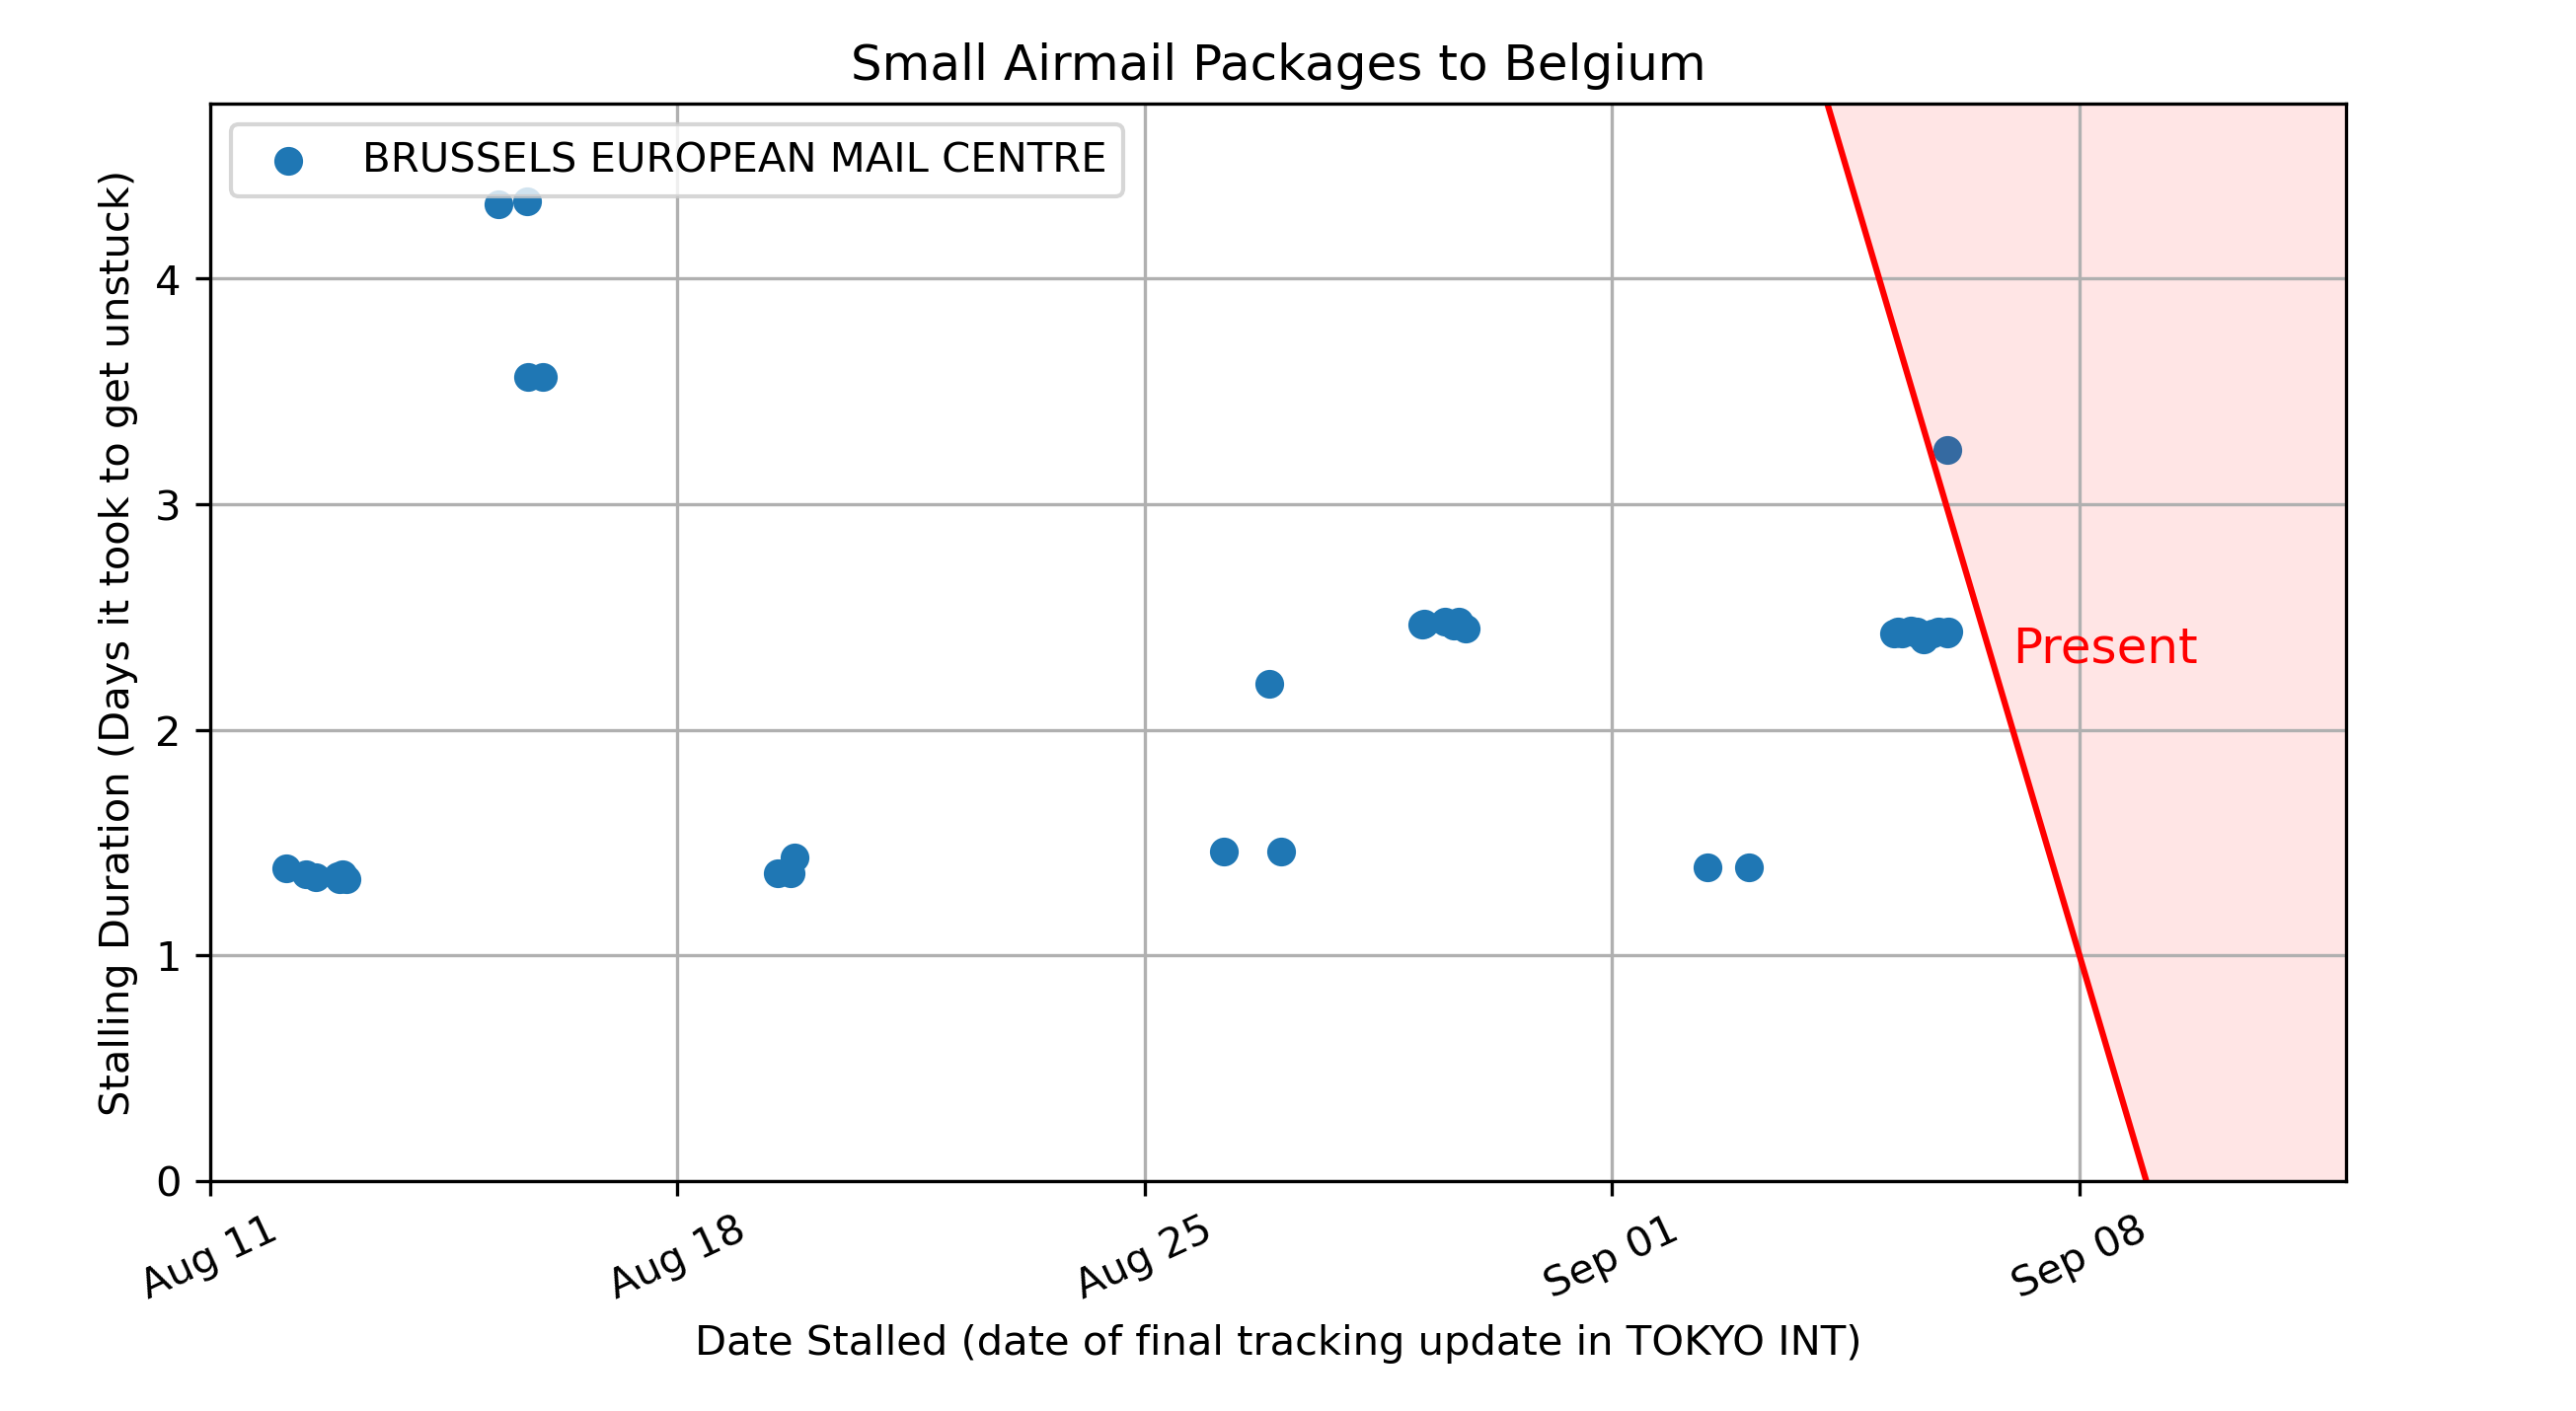 Small Airmail Packages to Belgium
BRUSSELS EUROPEAN MAIL CENTRE
Stalling Duration (Days it took to get unstuck)
4
3
2
1
0
Present
Aug 11
Aug 18
Aug 25
Sep 01
Sep 08
Date Stalled (date of final tracking update in TOKYO INT)